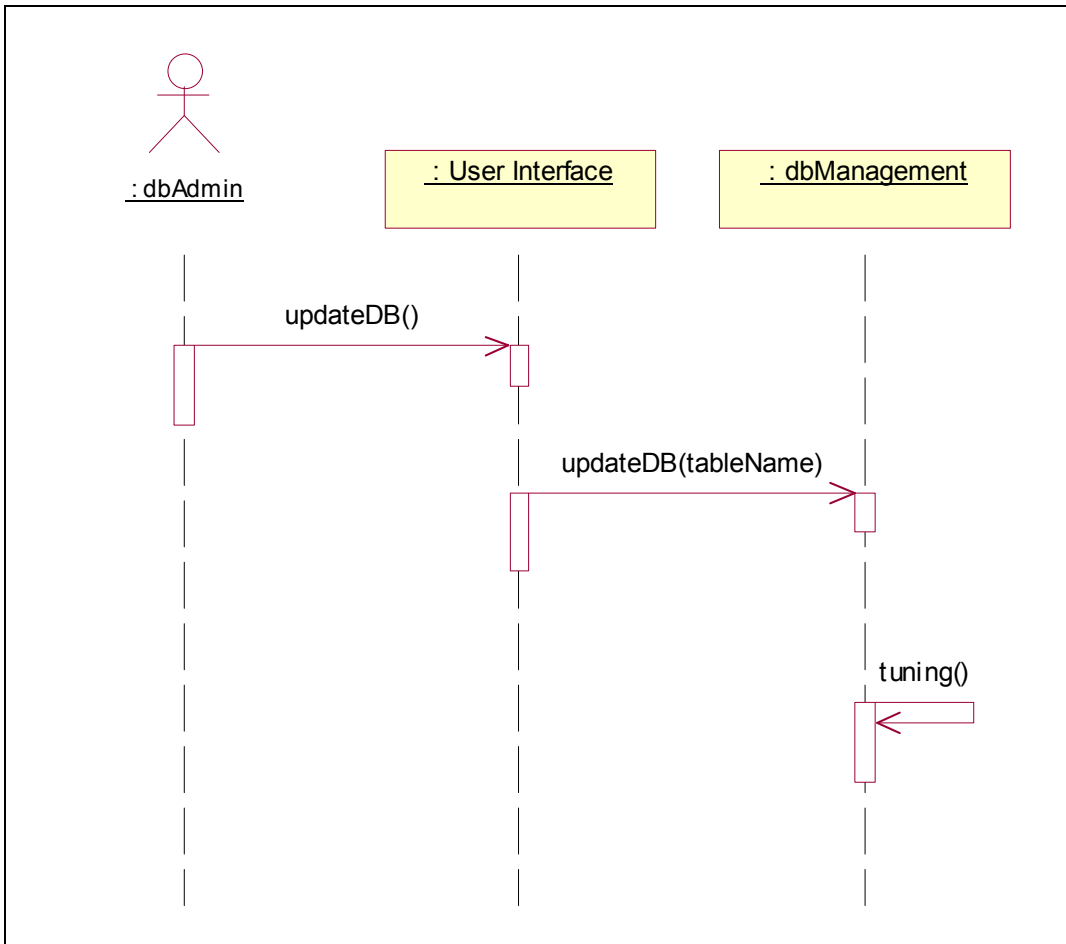 : dbAdmin
: User Interface
: dbManagement
updateDB()
updateDB(tableName)
tuning()